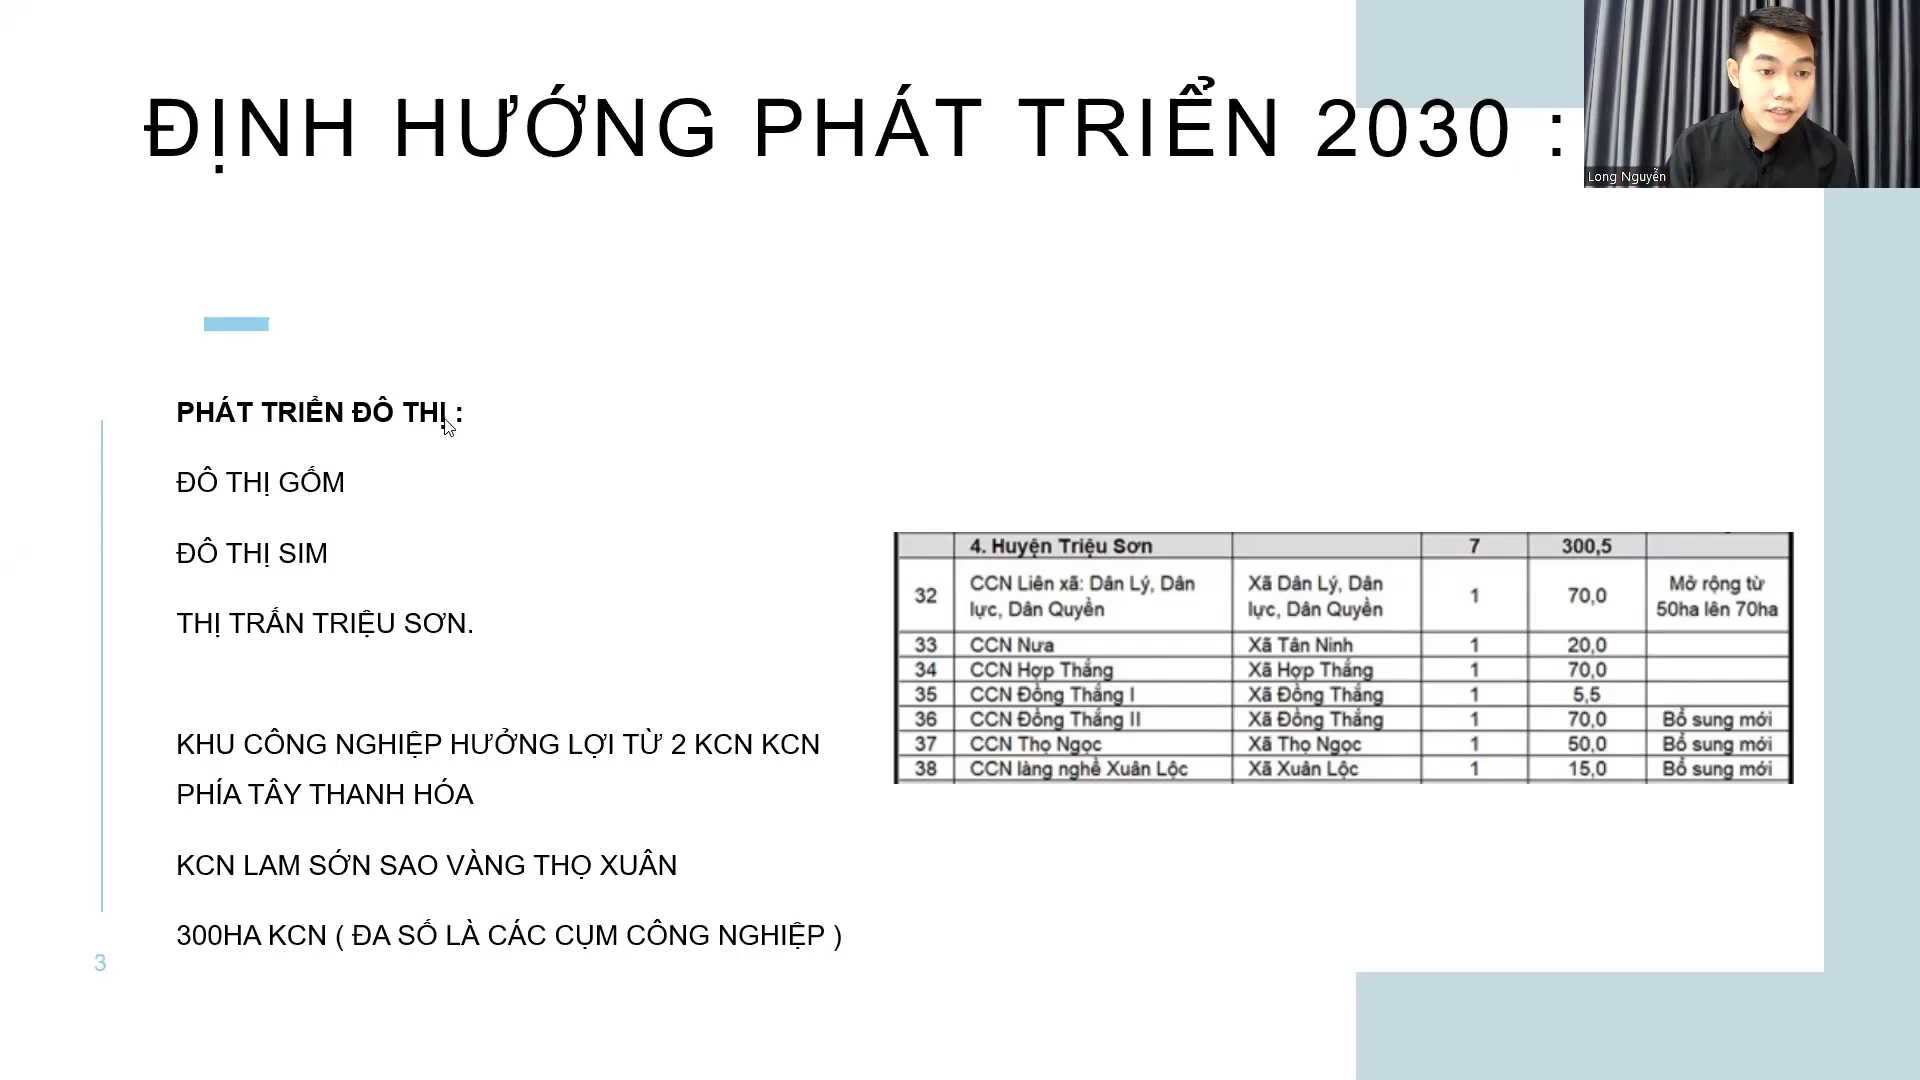 ĐỊNH HƯỚNG PHÁT TRIỂN 2030 :
Long Nguyễn
PHÁT TRIỂN ĐÔ THỊ :
ĐÔ THỊ GỐM
ĐÔ THỊ SIM
THỊ TRẤN TRIỆU SƠN.
KHU CÔNG NGHIỆP HƯỞNG LỢI TỪ 2 KCN KCN
PHÍA TÂY THANH HÓA
KCN LAM SỚN SAO VÀNG THỌ XUÂN
300HA KCN ( ĐA SỐ LÀ CÁC CỤM CÔNG NGHIỆP )
3
4. Huyện Triệu Sơn 7 300,5
32 CCN Liên xã: Dân Lý, Dân lực, Dân Quyền Xã Dân Lý, Dân lực, Dân Quyền 1 70,0 Mở rộng từ 50ha lên 70ha
33 CCN Nưa Xã Tân Ninh 1 20,0
34 CCN Hợp Thắng Xã Hợp Thắng 1 70,0
35 CCN Đồng Thắng I Xã Đồng Thắng 1 5,5
36 CCN Đồng Thắng II Xã Đồng Thắng 1 70,0 Bổ sung mới
37 CCN Thọ Ngọc Xã Thọ Ngọc 1 50,0 Bổ sung mới
38 CCN làng nghề Xuân Lộc Xã Xuân Lộc 1 15,0 Bổ sung mới